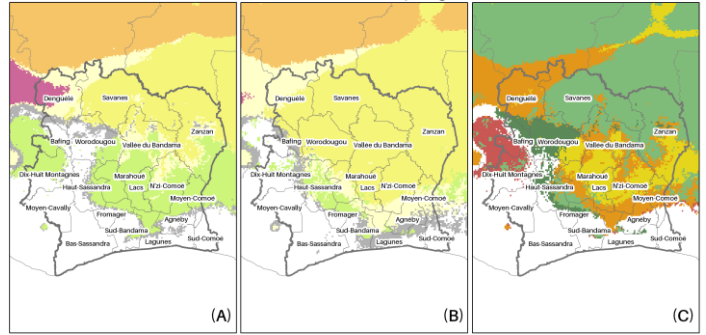 Denguélé
Savanes
Zanzan
Bafing
Worodougou
Vallée du Bandama
Dix-Huit Montagnes
Marahoué
Haut-Sassandra
Lacs
N'zi-Comoé
Moyen-Cavally
Moyen-Comoé
Fromager
Agnéby
Sud-Bandama
Bas-Sassandra
Lagunes
Sud-Comoé
(A)
Denguélé
Savanes
Zanzan
Bafing
Worodougou
Vallée du Bandama
Dix-Huit Montagnes
Marahoué
Haut-Sassandra
Lacs
N'zi-Comoé
Moyen-Cavally
Moyen-Comoé
Fromager
Agnéby
Sud-Bandama
Bas-Sassandra
Lagunes
Sud-Comoé
(B)
Denguélé
Savanes
Zanzan
Bafing
Worodougou
Vallée du Bandama
Dix-Huit Montagnes
Marahoué
Haut-Sassandra
Lacs
N'zi-Comoé
Moyen-Cavally
Moyen-Comoé
Fromager
Agnéby
Sud-Bandama
Bas-Sassandra
Lagunes
Sud-Comoé
(C)